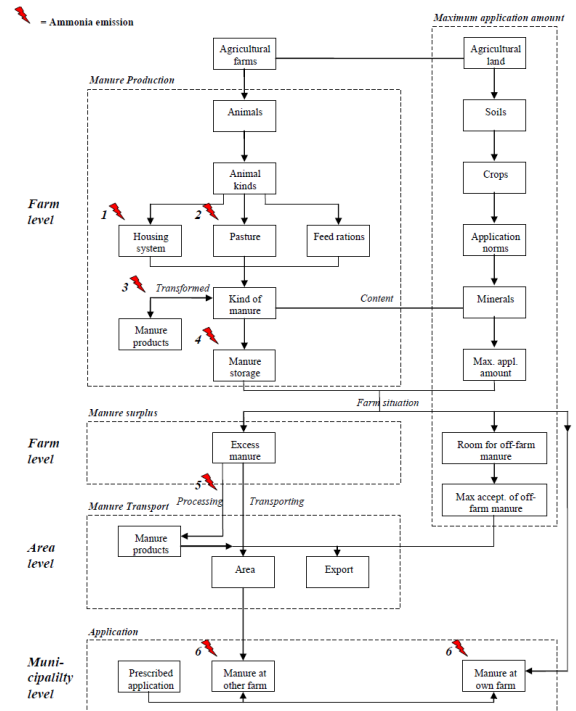 = Ammonia emission
Maximum application amount
Agricultural
farms
Agricultural
land
Manure Production
Animals
Soils
Animal
kinds
Crops
Farm
level
1
2
Housing
system
Pasture
Feed rations
Application
norms
3
Transformed
Kind of
manure
Content
Minerals
Manure
products
4
Manure
storage
Max. appl.
amount
Farm situation
Manure surplus
Farm
level
Excess
manure
Room for off-farm
manure
5
Processing
Transporting
Max accept. of off-
farm manure
Manure Transport
Manure
products
Area
level
Area
Export
Application
Muni-
cipalilty
level
6
6
Prescribed
application
Manure at
other farm
Manure at
own farm